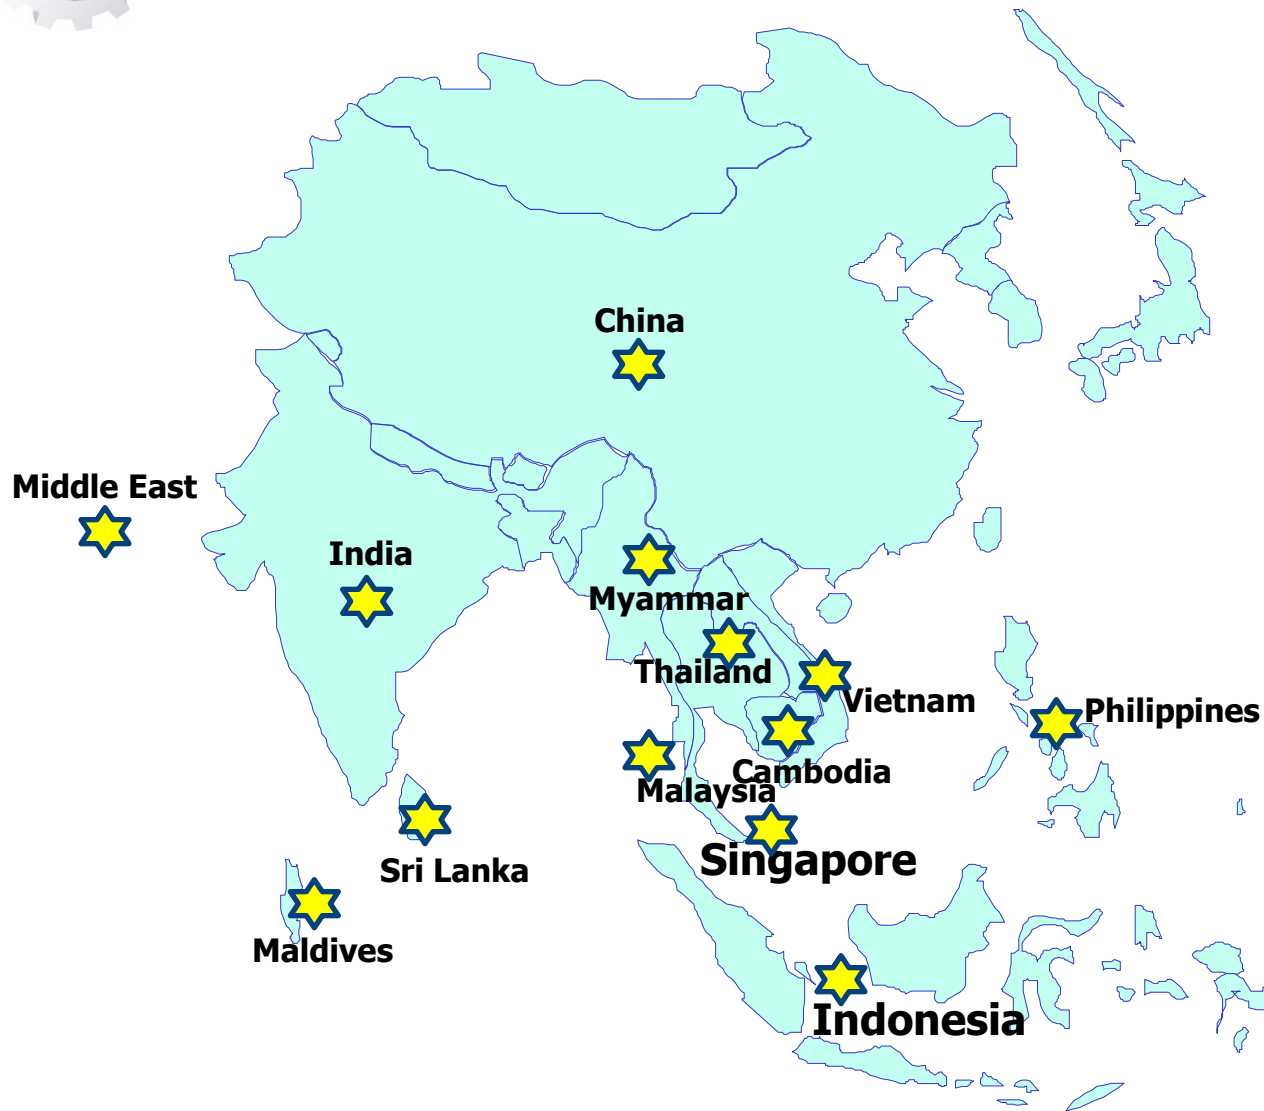 China
Middle East
India
Myammar
Thailand
Vietnam
Philippines
Cambodia
Malaysia
Singapore
Sri Lanka
Maldives
Indonesia